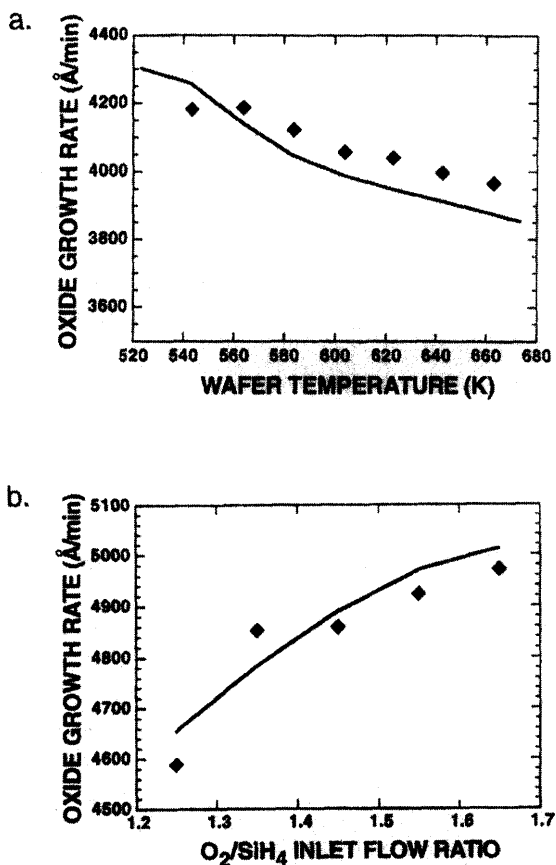 a.
4400
4200
4000
3800
3600
OXIDE GROWTH RATE (Å/min)
520 540 560 580 600 620 640 660 680
WAFER TEMPERATURE (K)
b.
5100
5000
4900
4800
4700
4600
4500
OXIDE GROWTH RATE (Å/min)
1.2 1.3 1.4 1.5 1.6 1.7
O₂/SiH₄ INLET FLOW RATIO